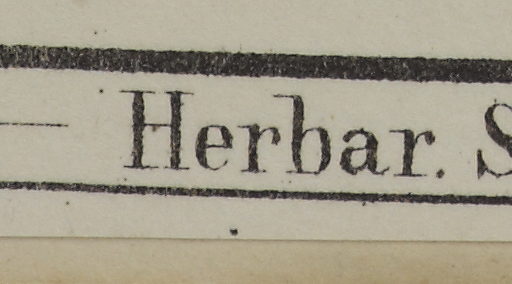 — Herbar.